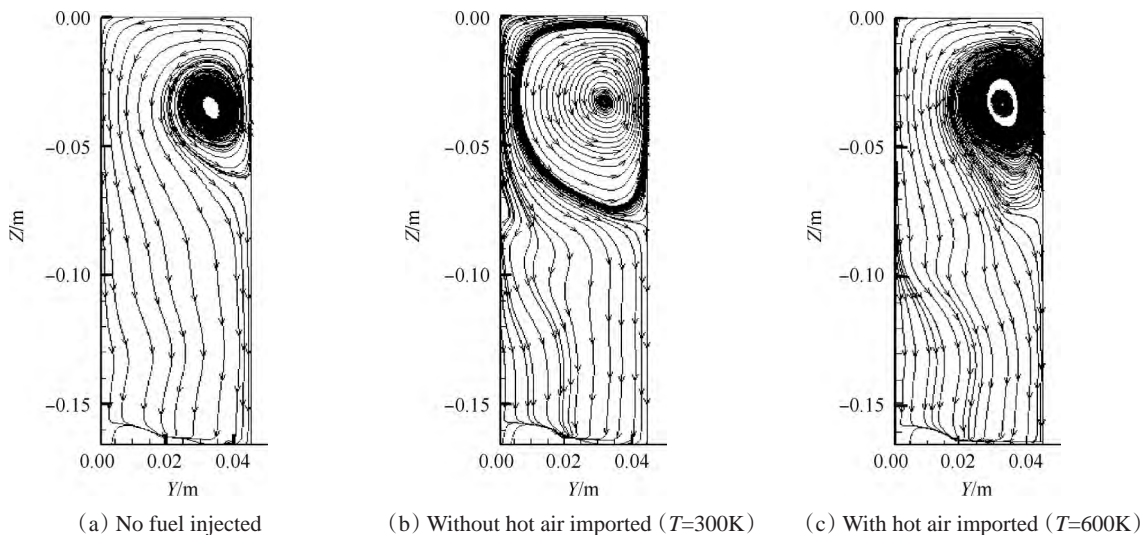 0.00
−0.05
−0.10
−0.15
Z/m
0.00 0.02 0.04
Y/m
(a) No fuel injected
0.00
−0.05
−0.10
−0.15
Z/m
0.00 0.02 0.04
Y/m
(b) Without hot air imported (T=300K)
0.00
−0.05
−0.10
−0.15
Z/m
0.00 0.02 0.04
Y/m
(c) With hot air imported (T=600K)